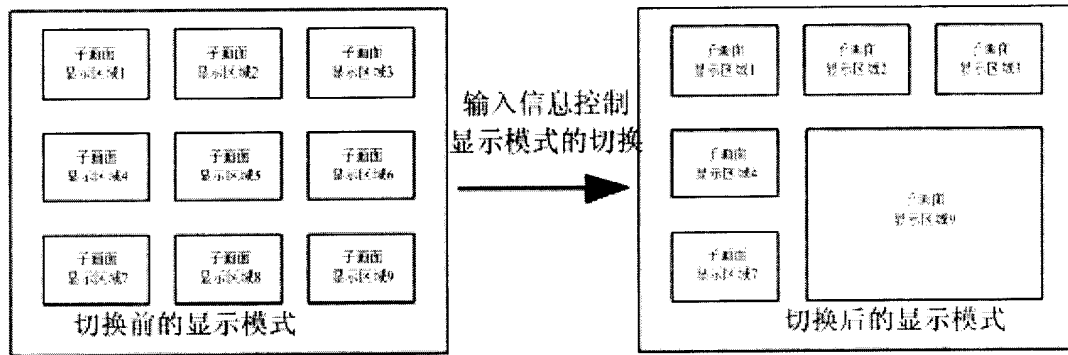 子画面
显示区域1
子画面
显示区域2
子画面
显示区域3
子画面
显示区域4
子画面
显示区域5
子画面
显示区域6
子画面
显示区域7
子画面
显示区域8
子画面
显示区域9
切换前的显示模式
输入信息控制
显示模式的切换
子画面
显示区域1
子画面
显示区域2
子画面
显示区域3
子画面
显示区域4
子画面
显示区域9
子画面
显示区域7
切换后的显示模式